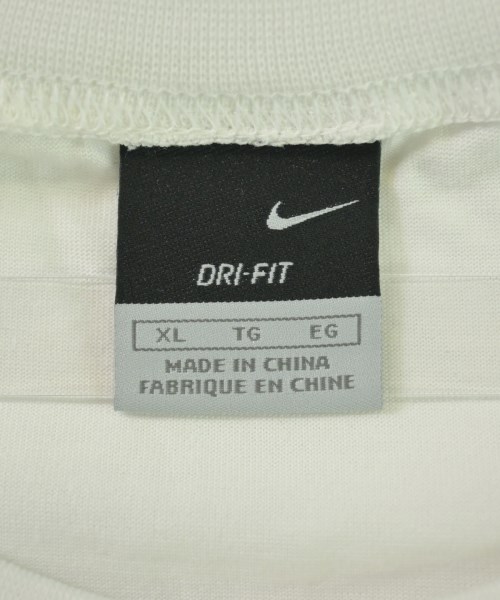 DRI-FIT
XL TG EG
MADE IN CHINA
FABRIQUE EN CHINE